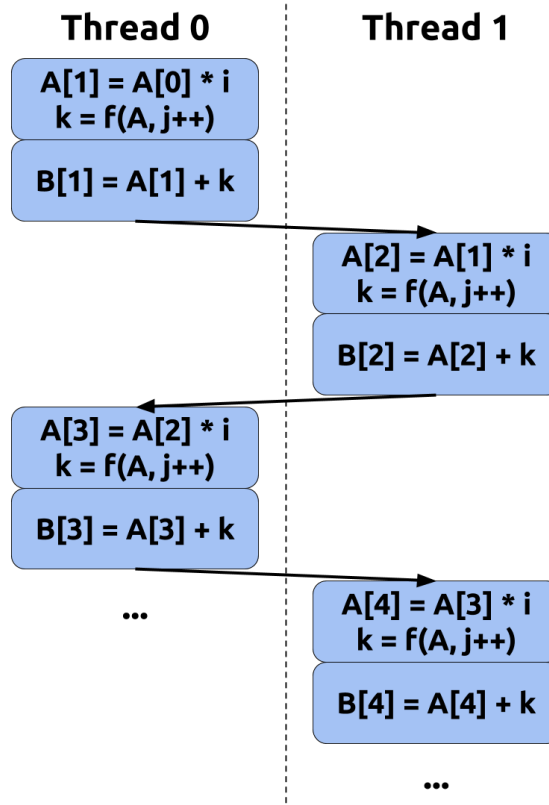 Thread 0
Thread 1
A[1] = A[0] * i
k = f(A, j++)
B[1] = A[1] + k
A[2] = A[1] * i
k = f(A, j++)
B[2] = A[2] + k
A[3] = A[2] * i
k = f(A, j++)
B[3] = A[3] + k
...
A[4] = A[3] * i
k = f(A, j++)
B[4] = A[4] + k
...